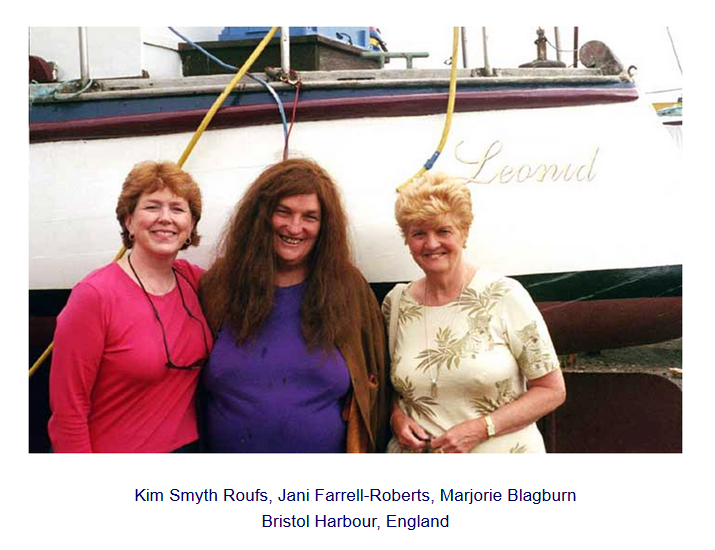 Leonid
Kim Smyth Roufs, Jani Farrell-Roberts, Marjorie Blagburn
Bristol Harbour, England